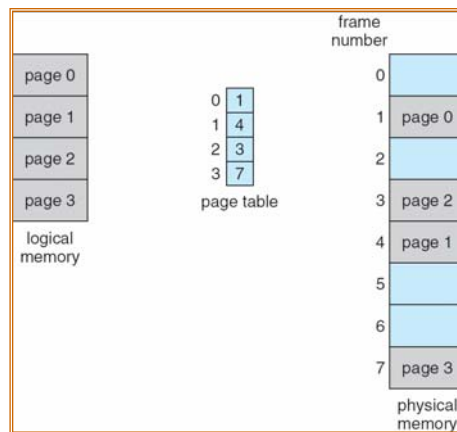 frame
number
page 0
page 1
page 2
page 3
logical
memory
0 1
1 4
2 3
3 7
page table
0
1 page 0
2
3 page 2
4 page 1
5
6
7 page 3
physical
memory